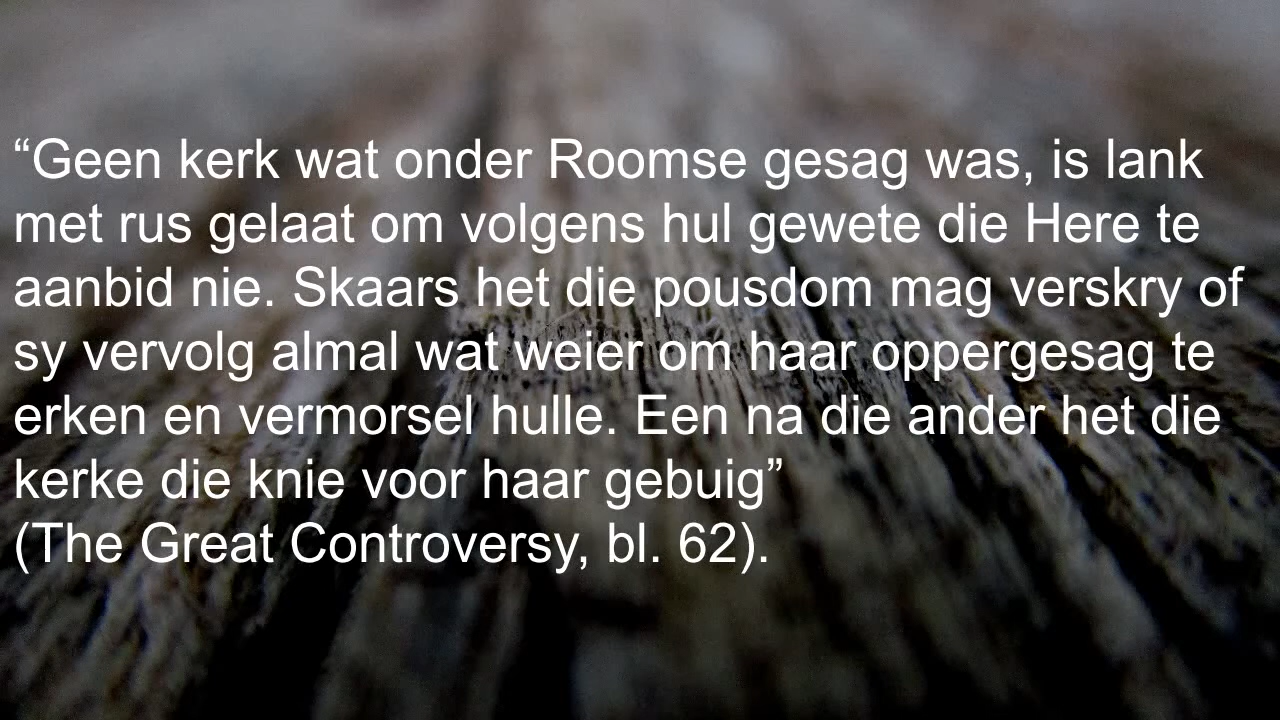 “Geen kerk wat onder Roomse gesag was, is lank
met rus gelaat om volgens hul gewete die Here te
aanbid nie. Skaars het die pousdom mag verskry of
sy vervolg almal wat weier om haar oppergesag te
erken en vermorsel hulle. Een na die ander het die
kerke die knie voor haar gebuig”
(The Great Controversy, bl. 62).